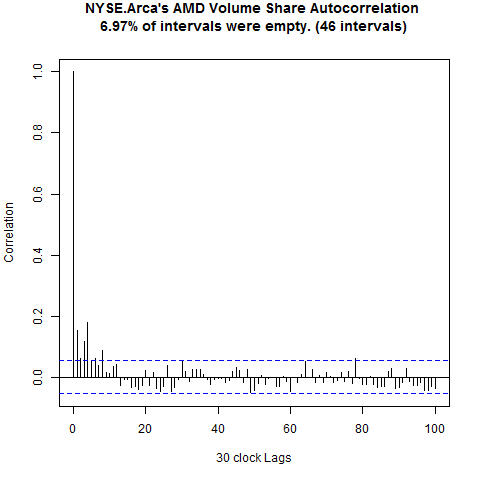 NYSE.Arca's AMD Volume Share Autocorrelation
6.97% of intervals were empty. (46 intervals)
Correlation
1.0
0.8
0.6
0.4
0.2
0.0
0 20 40 60 80 100
30 clock Lags